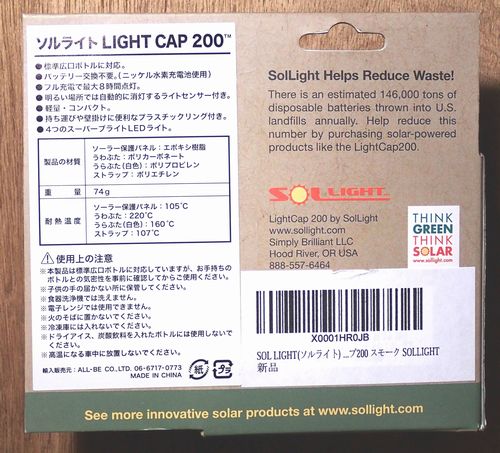 ソルライト LIGHT CAP 200™
●標準広口ボトルに対応。
●バッテリー交換不要。(ニッケル水素充電池使用)
●フル充電で最大8時間点灯。
●明るい場所では自動的に消灯するライトセンサー付き。
●軽量・コンパクト。
●持ち運びや壁掛けに便利なプラスチックリング付き。
●4つのスーパーブライトLEDライト。
製品の材質
ソーラー保護パネル：エポキシ樹脂
うわぶた：ポリカーボネート
うらぶた(白色)：ポリプロピレン
ストラップ：ポリエチレン
重 量 74g
耐熱温度
ソーラー保護パネル：105℃
うわぶた：220℃
うらぶた(白色)：160℃
ストラップ：107℃
⚠使用上の注意
※本製品は標準広口ボトルに対応していますが、お手持ちの
ボトルとの気密性を事前に確認してからご使用ください。
※子供の手の届かない所に保管してください。
※食器洗浄機では洗えません。
※電子レンジでは使用できません。
※火のそばに置かないでください。
※冷凍庫には入れないでください。
※ドライアイス、炭酸飲料を入れたボトルには使用しないで
ください。
※高温になる車中に放置しないでください。
輸入販売元：ALL-BE CO.,LTD. 06-6717-0773
MADE IN CHINA
紙
プラ
SolLight Helps Reduce Waste!
There is an estimated 146,000 tons of
disposable batteries thrown into U.S.
landfills annually. Help reduce this
number by purchasing solar-powered
products like the LightCap200.
SOLLIGHT
LightCap 200 by SolLight
www.sollight.com
Simply Brilliant LLC
Hood River, OR USA
888-557-6464
THINK
GREEN
THINK
SOLAR
www.sollight.com
X0001HR0JB
SOL LIGHT(ソルライト) ...プ200 スモーク SOLLIGHT
新品
See more innovative solar products at www.sollight.com